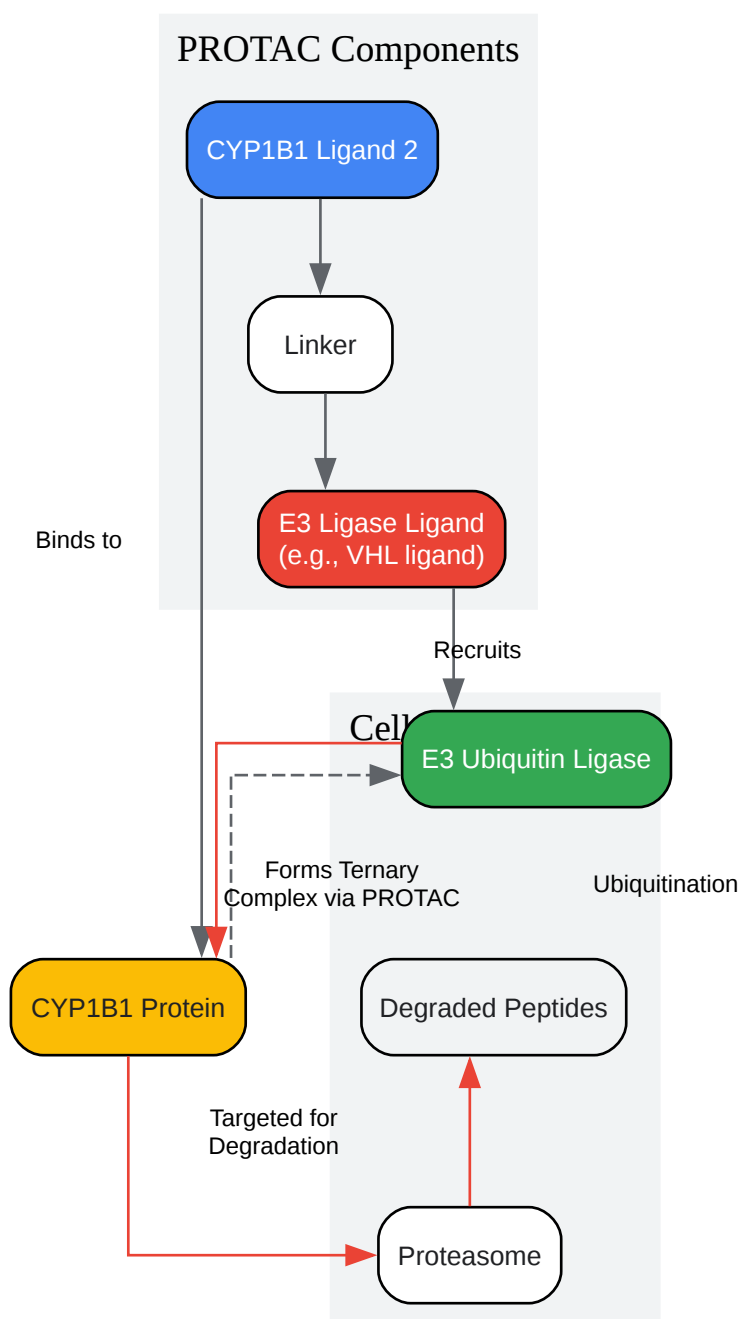 PROTAC Components
CYP1B1 Ligand 2
Linker
E3 Ligase Ligand
(e.g., VHL ligand)
Binds to
Recruits
Cell
E3 Ubiquitin Ligase
Forms Ternary
Complex via PROTAC
Ubiquitination
CYP1B1 Protein
Degraded Peptides
Targeted for
Degradation
Proteasome